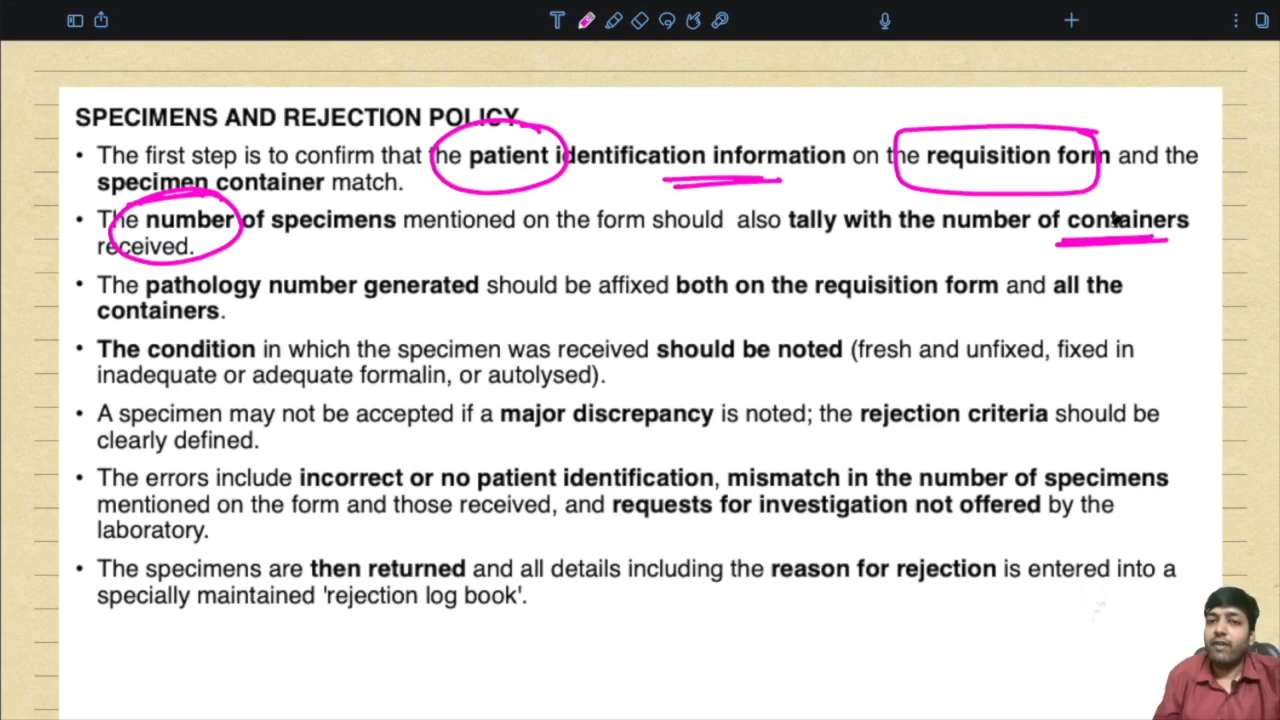 SPECIMENS AND REJECTION POLICY
• The first step is to confirm that the patient identification information on the requisition form and the
specimen container match.
• The number of specimens mentioned on the form should also tally with the number of containers
received.
• The pathology number generated should be affixed both on the requisition form and all the
containers.
• The condition in which the specimen was received should be noted (fresh and unfixed, fixed in
inadequate or adequate formalin, or autolysed).
• A specimen may not be accepted if a major discrepancy is noted; the rejection criteria should be
clearly defined.
• The errors include incorrect or no patient identification, mismatch in the number of specimens
mentioned on the form and those received, and requests for investigation not offered by the
laboratory.
• The specimens are then returned and all details including the reason for rejection is entered into a
specially maintained 'rejection log book'.